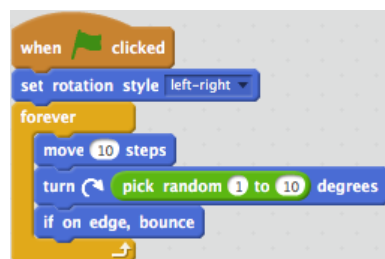 when clicked
set rotation style left-right
forever
move 10 steps
turn pick random 1 to 10 degrees
if on edge, bounce